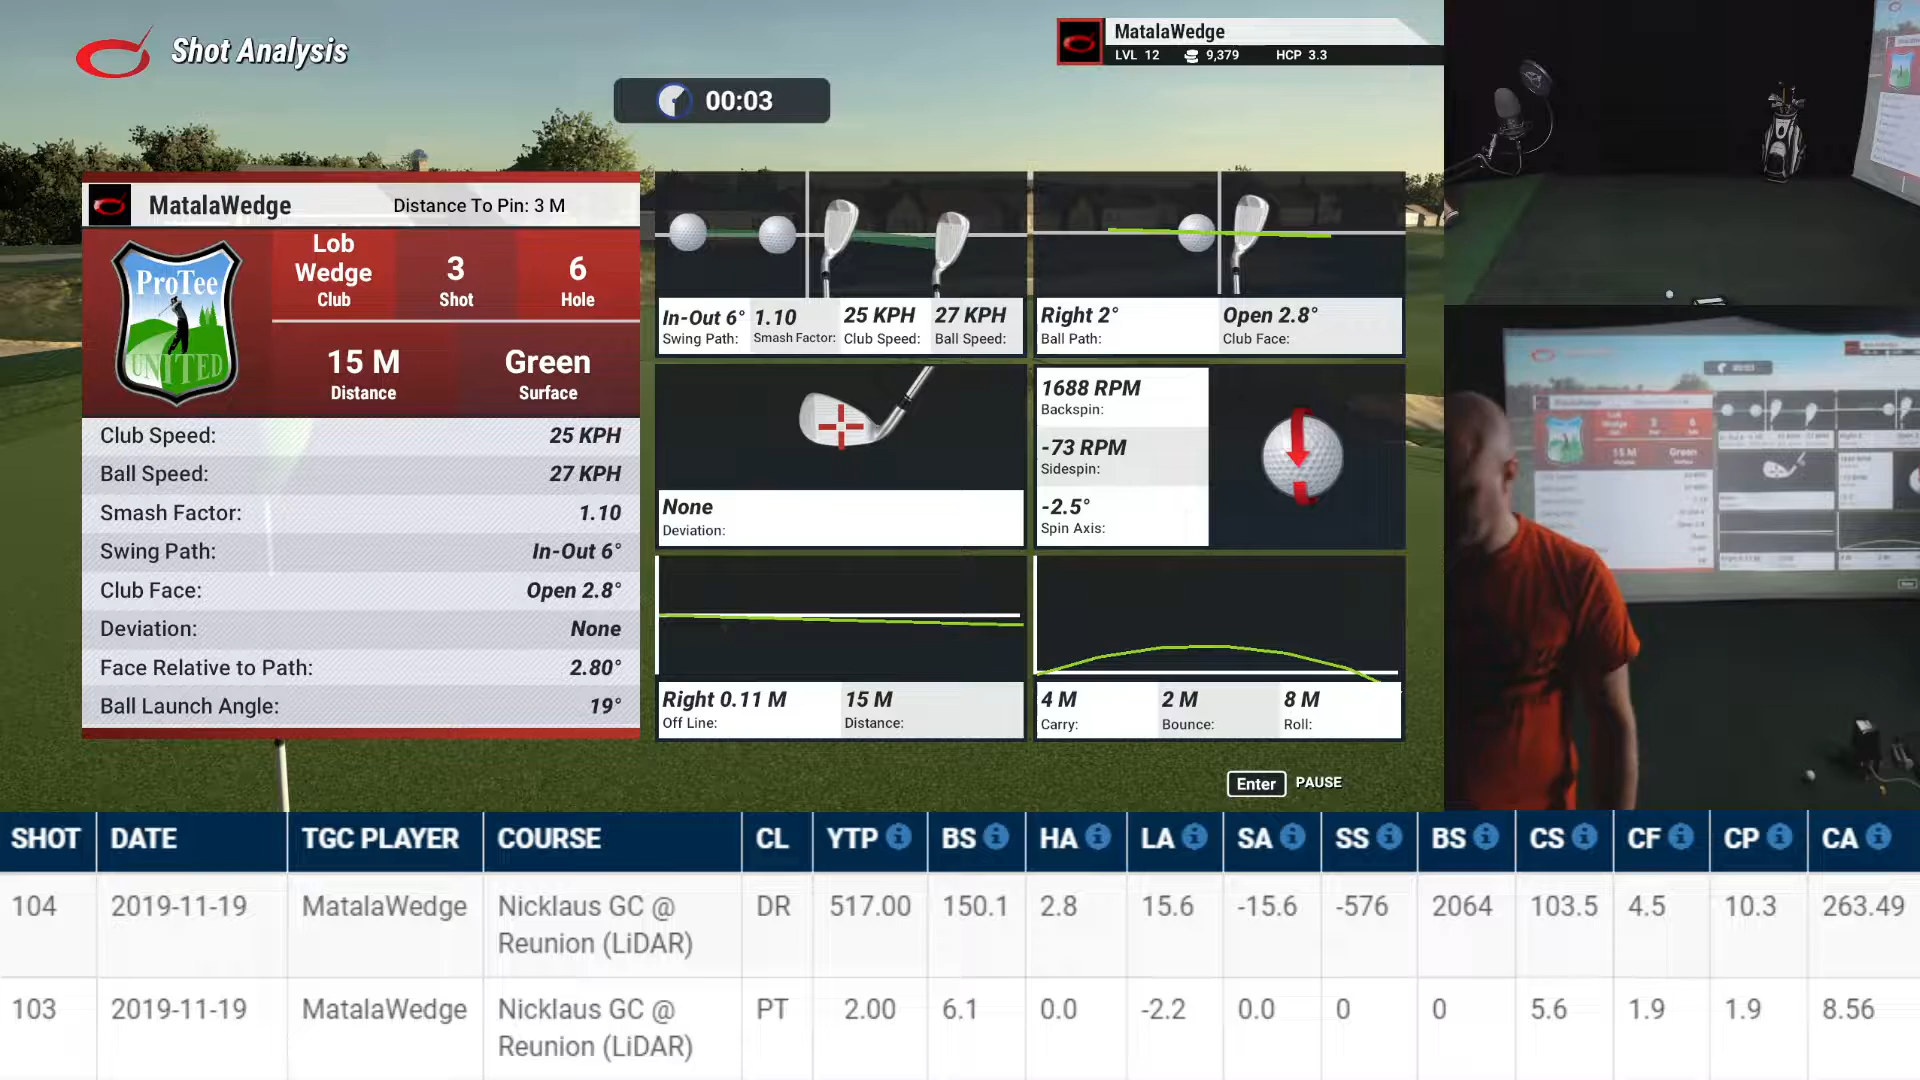 Shot Analysis
MatalaWedge
LVL 12 9,379 HCP 3.3
00:03
MatalaWedge Distance To Pin: 3 M
ProTee
UNITED
Lob
Wedge
Club
3
Shot
6
Hole
15 M
Distance
Green
Surface
Club Speed: 25 KPH
Ball Speed: 27 KPH
Smash Factor: 1.10
Swing Path: In-Out 6°
Club Face: Open 2.8°
Deviation: None
Face Relative to Path: 2.80°
Ball Launch Angle: 19°
In-Out 6° 1.10 25 KPH 27 KPH
Swing Path: Smash Factor: Club Speed: Ball Speed:
Right 2° Open 2.8°
Ball Path: Club Face:
None
Deviation:
1688 RPM
Backspin:
-73 RPM
Sidespin:
-2.5°
Spin Axis:
Right 0.11 M 15 M
Off Line: Distance:
4 M 2 M 8 M
Carry: Bounce: Roll:
Enter PAUSE
SHOT DATE TGC PLAYER COURSE CL YTP BS HA LA SA SS BS CS CF CP CA
104 2019-11-19 MatalaWedge Nicklaus GC @ DR 517.00 150.1 2.8 15.6 -15.6 -576 2064 103.5 4.5 10.3 263.49
Reunion (LiDAR)
103 2019-11-19 MatalaWedge Nicklaus GC @ PT 2.00 6.1 0.0 -2.2 0.0 0 0 5.6 1.9 1.9 8.56
Reunion (LiDAR)